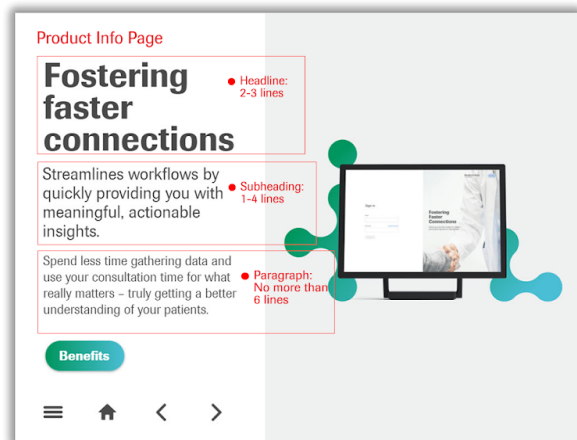 Product Info Page
Fostering
faster
connections
Headline:
2-3 lines
Streamlines workflows by
quickly providing you with
meaningful, actionable
insights.
Subheading:
1-4 lines
Spend less time gathering data and
use your consultation time for what
really matters – truly getting a better
understanding of your patients.
Paragraph:
No more than
6 lines
Benefits
Sign in
Fostering
Faster
Connections